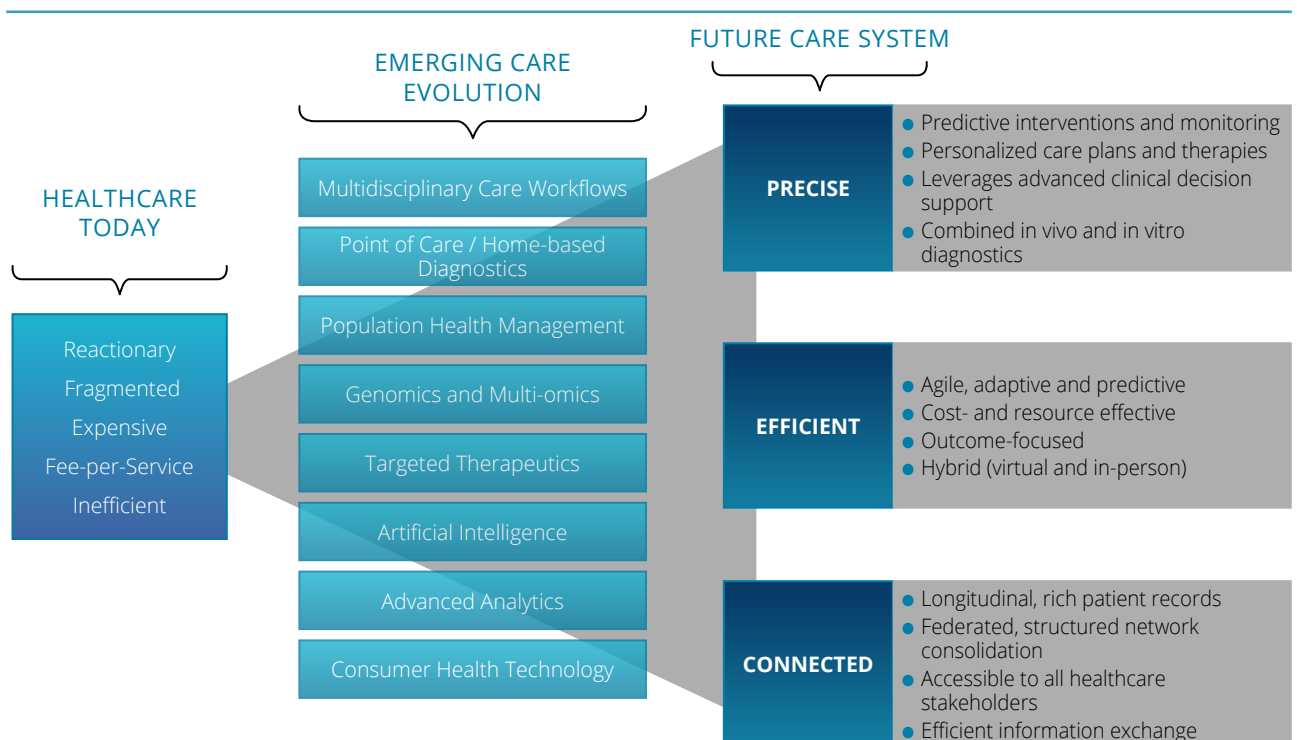 HEALTHCARE
TODAY
Reactionary
Fragmented
Expensive
Fee-per-Service
Inefficient
EMERGING CARE
EVOLUTION
Multidisciplinary Care Workflows
Point of Care / Home-based
Diagnostics
Population Health Management
Genomics and Multi-omics
Targeted Therapeutics
Artificial Intelligence
Advanced Analytics
Consumer Health Technology
FUTURE CARE SYSTEM
PRECISE
● Predictive interventions and monitoring
● Personalized care plans and therapies
● Leverages advanced clinical decision
support
● Combined in vivo and in vitro
diagnostics
EFFICIENT
● Agile, adaptive and predictive
● Cost- and resource effective
● Outcome-focused
● Hybrid (virtual and in-person)
CONNECTED
● Longitudinal, rich patient records
● Federated, structured network
consolidation
● Accessible to all healthcare
stakeholders
● Efficient information exchange